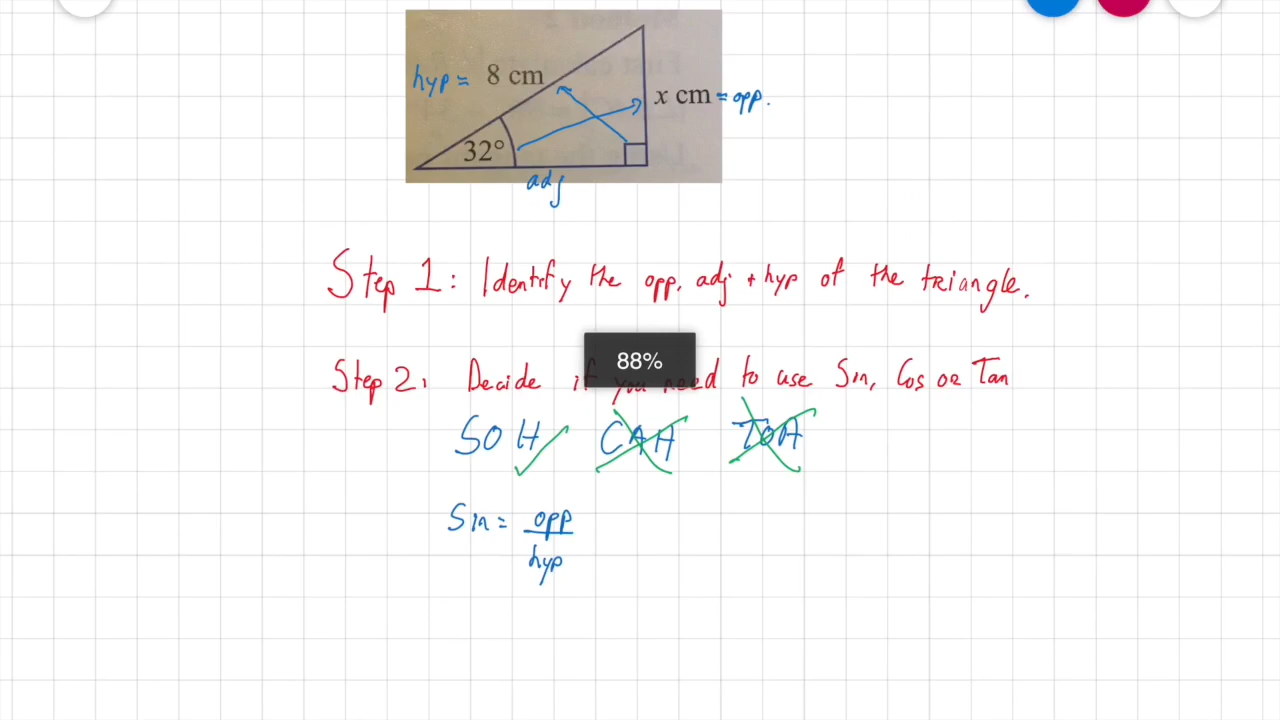 hyp = 8 cm
x cm = opp.
32°
adj
Step 1: Identify the opp, adj + hyp of the triangle.
88%
Step 2: Decide if you need to use Sin, Cos or Tan
SOH CAH TOA
Sin = opp
hyp